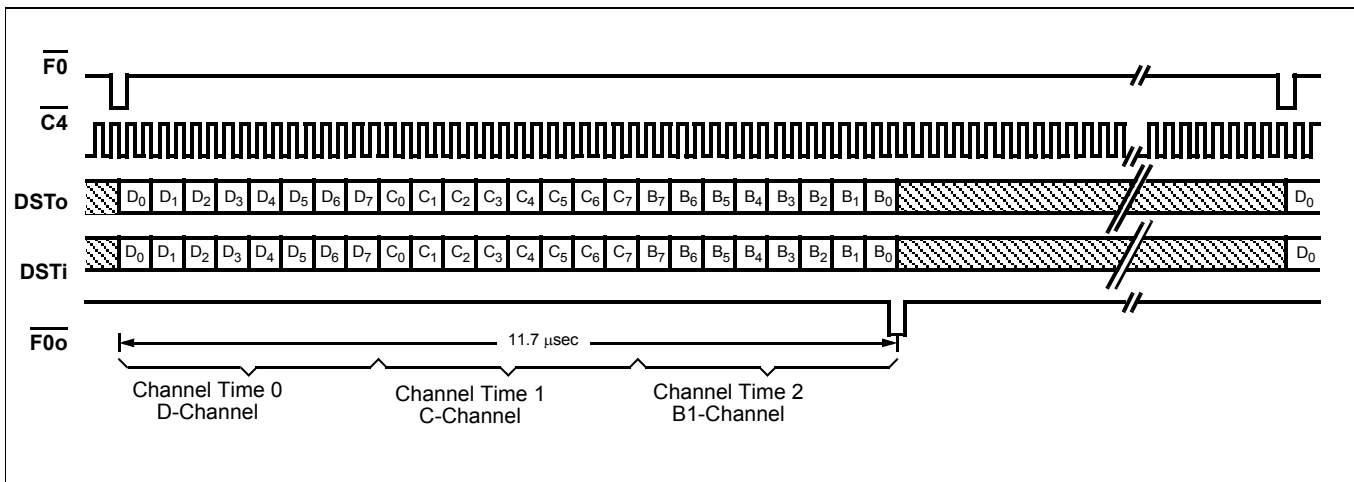 F0
C4
DSTo D0 D1 D2 D3 D4 D5 D6 D7 C0 C1 C2 C3 C4 C5 C6 C7 B7 B6 B5 B4 B3 B2 B1 B0 D0
DSTi D0 D1 D2 D3 D4 D5 D6 D7 C0 C1 C2 C3 C4 C5 C6 C7 B7 B6 B5 B4 B3 B2 B1 B0 D0
F0o
11.7 μsec
Channel Time 0
D-Channel
Channel Time 1
C-Channel
Channel Time 2
B1-Channel